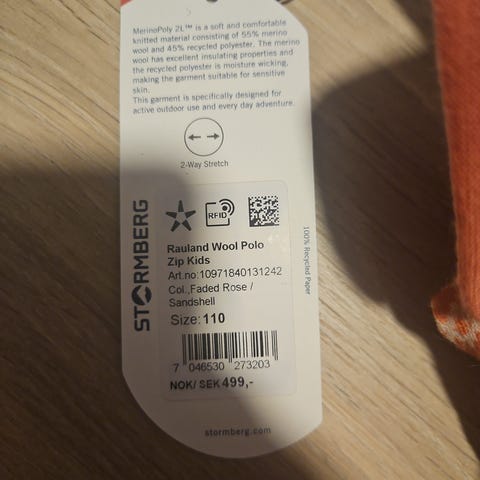 MerinoPoly 2L™ is a soft and comfortable
knitted material consisting of 55% merino
wool and 45% recycled polyester. The merino
wool has excellent insulating properties and
the recycled polyester is moisture wicking,
making the garment suitable for sensitive
skin.
This garment is specifically designed for
active outdoor use and every day adventure.
2-Way Stretch
STORMBERG
RFID
Rauland Wool Polo
Zip Kids
Art.no:10971840131242
Col.,Faded Rose /
Sandshell
Size: 110
7 046530 273203
NOK/ SEK 499,-
100% Recycled Paper
stormberg.com